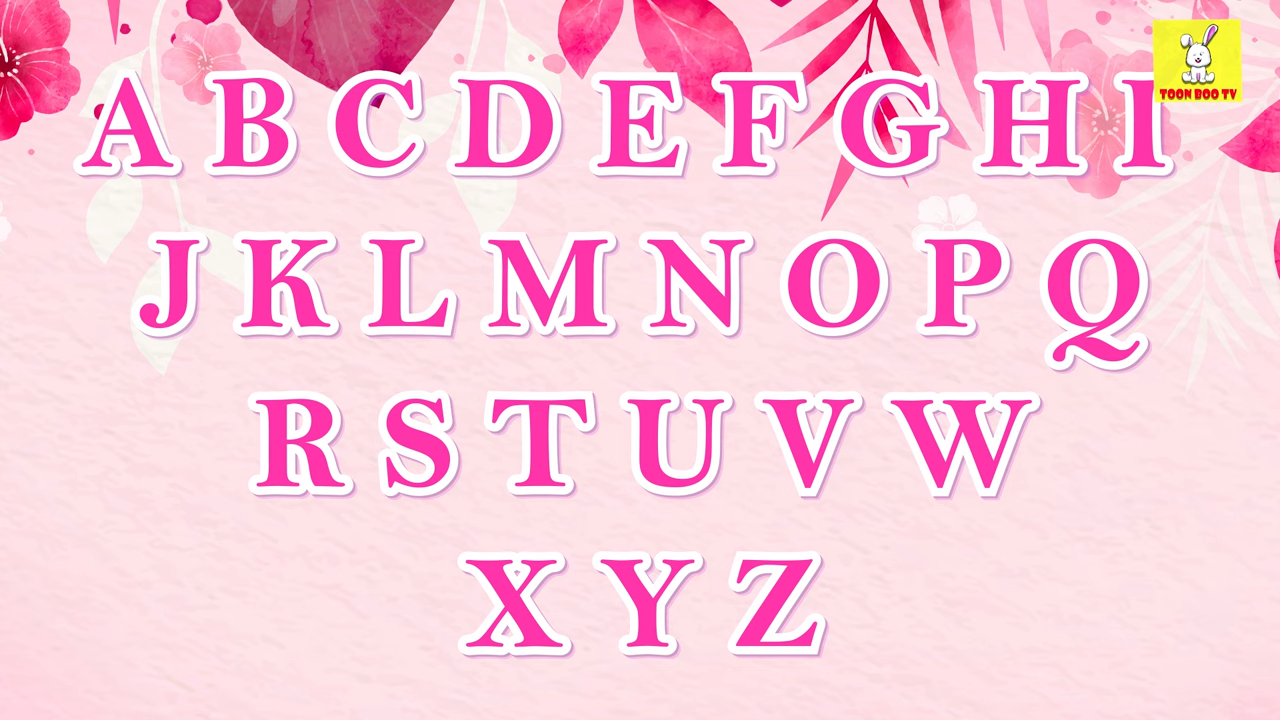 A B C D E F G H I
TOON BOO TV
J K L M N O P Q
R S T U V W
X Y Z